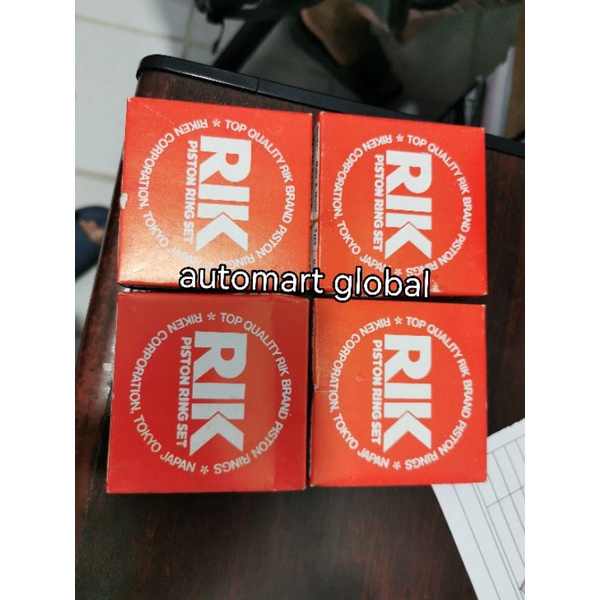 RIK
PISTON RING SET
TOP QUALITY RIK BRAND PISTON RINGS * RIKEN CORPORATION, TOKYO JAPAN *
RIK
PISTON RING SET
TOP QUALITY RIK BRAND PISTON RINGS * RIKEN CORPORATION, TOKYO JAPAN *
automart global
RIK
PISTON RING SET
TOP QUALITY RIK BRAND PISTON RINGS * RIKEN CORPORATION, TOKYO JAPAN *
RIK
PISTON RING SET
TOP QUALITY RIK BRAND PISTON RINGS * RIKEN CORPORATION, TOKYO JAPAN *